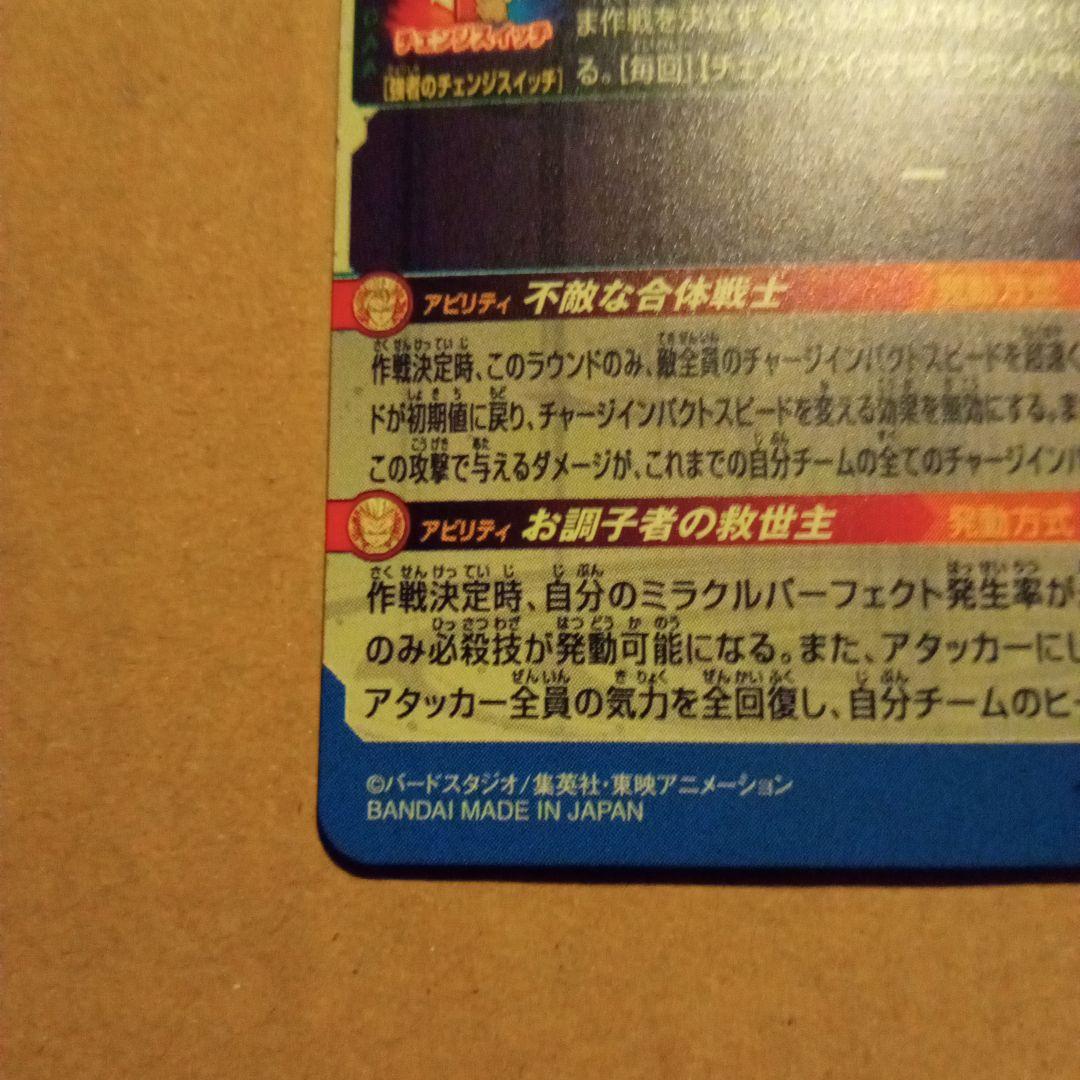 チェンジスイッチ
[強者のチェンジスイッチ]
ま作戦を決定すると、
る。[毎回]【チェンジスイッチ
アビリティ 不敵な合体戦士 発動方式
作戦決定時、このラウンドのみ、敵全員のチャージインパクトスピードを超速く
ドが初期値に戻り、チャージインパクトスピードを変える効果を無効にする。ま
この攻撃で与えるダメージが、これまでの自分チームの全てのチャージインパ
アビリティ お調子者の救世主 発動方式
作戦決定時、自分のミラクルパーフェクト発生率が
のみ必殺技が発動可能になる。また、アタッカーにし
アタッカー全員の気力を全回復し、自分チームのヒー
©バードスタジオ/集英社・東映アニメーション
BANDAI MADE IN JAPAN